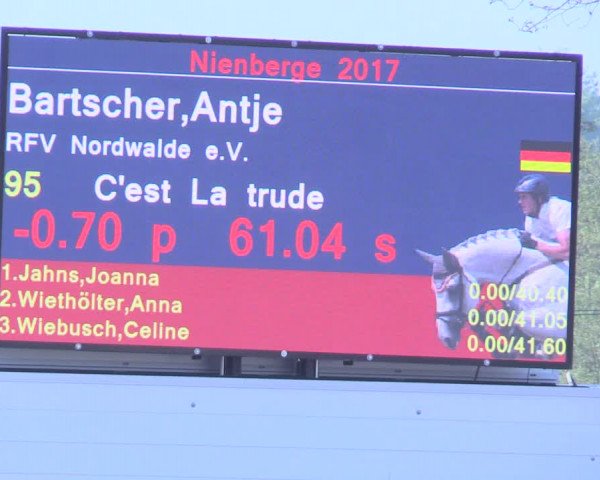 Nienberge 2017
Bartscher,Antje
RFV Nordwalde e.V.
95 C'est La trude
-0.70 p 61.04 s
1.Jahns,Joanna 0.00/40.40
2.Wiethölter,Anna 0.00/41.05
3.Wiebusch,Celine 0.00/41.60